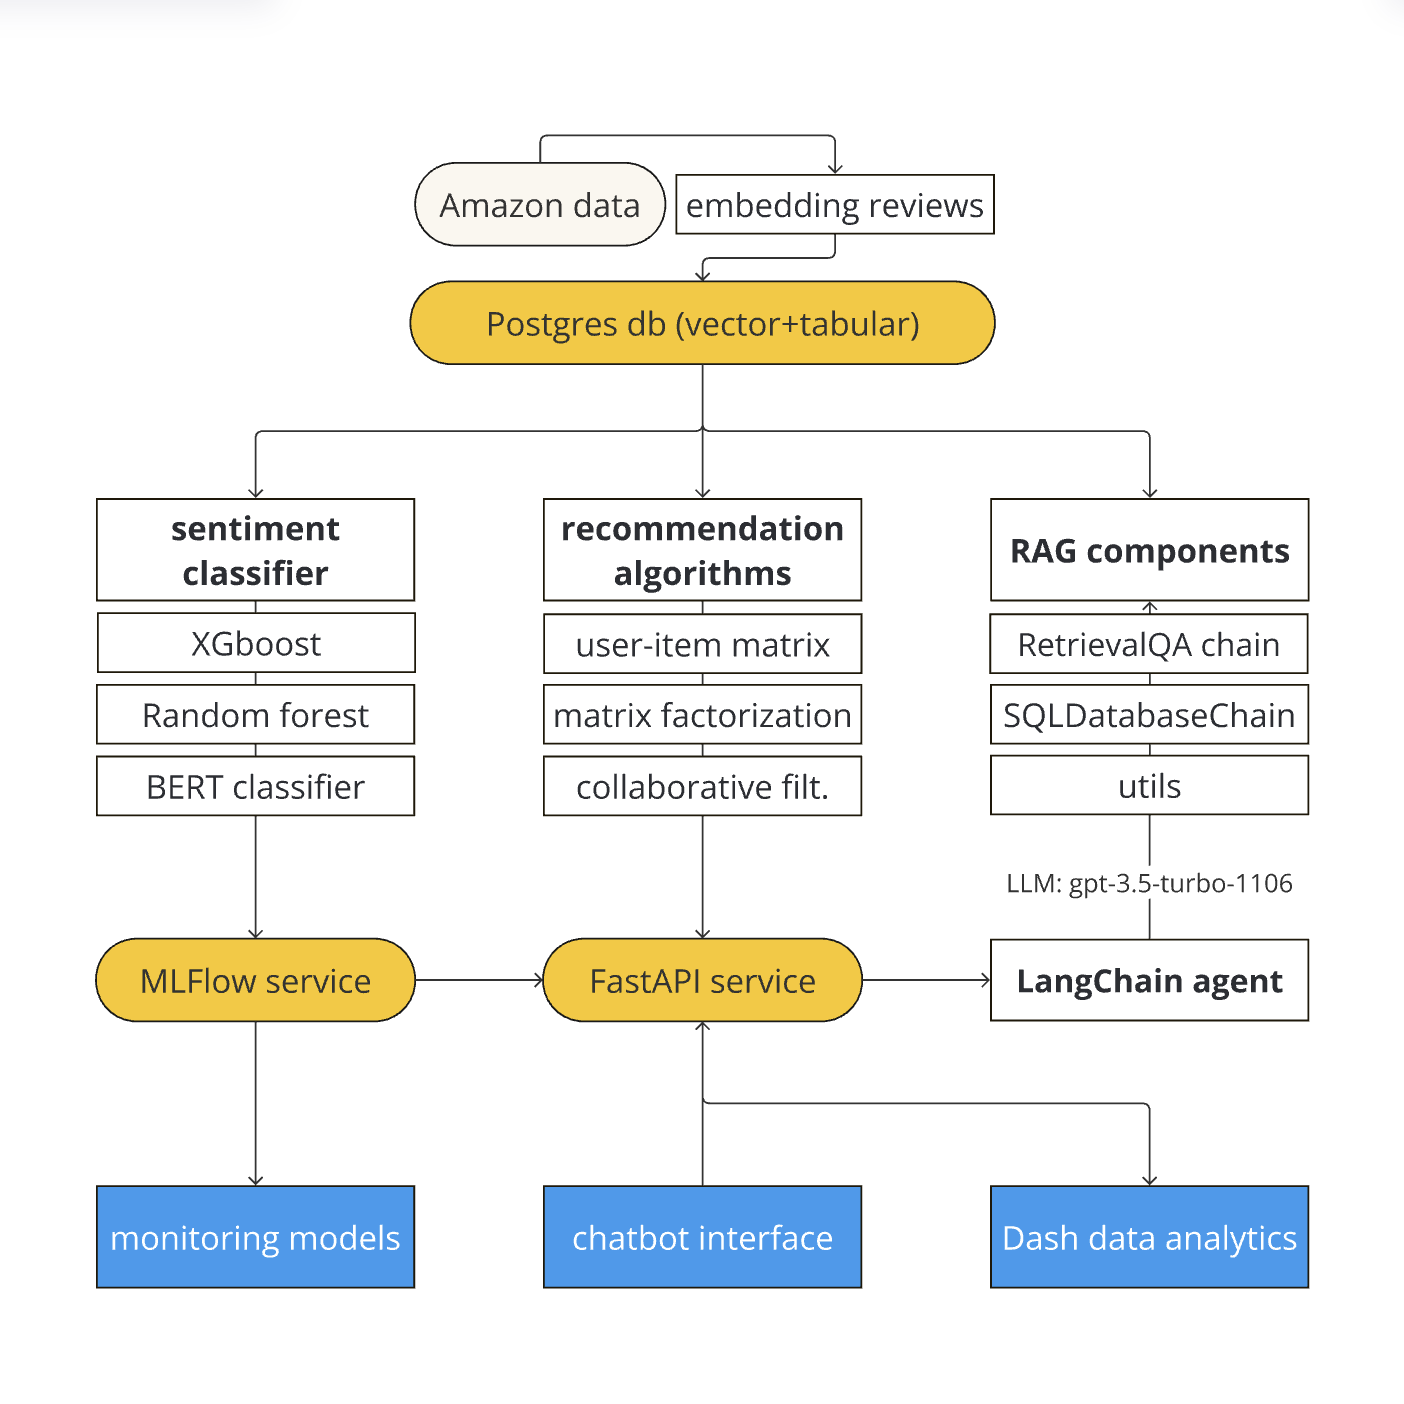 Amazon data
embedding reviews
Postgres db (vector+tabular)
sentiment
classifier
XGboost
Random forest
BERT classifier
recommendation
algorithms
user-item matrix
matrix factorization
collaborative filt.
RAG components
RetrievalQA chain
SQLDatabaseChain
utils
LLM: gpt-3.5-turbo-1106
MLFlow service
FastAPI service
LangChain agent
monitoring models
chatbot interface
Dash data analytics